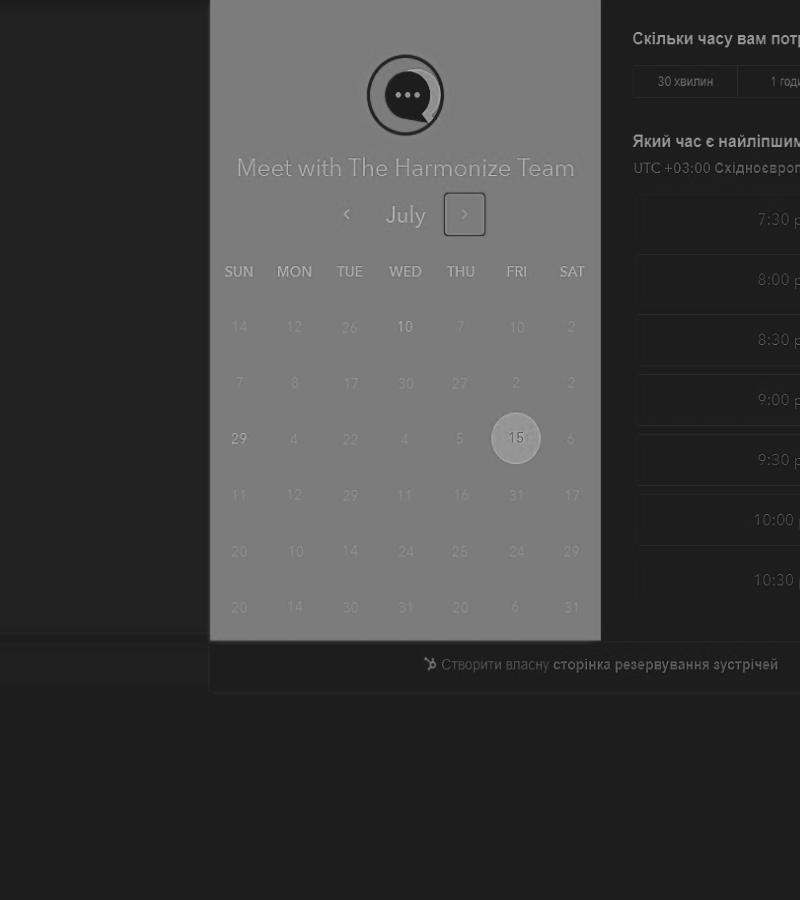 Meet with The Harmonize Team
July
SUN MON TUE WED THU FRI SAT
14 12 26 10 7 10 2
7 8 17 30 27 2 2
29 4 22 4 5 15 6
11 12 29 11 16 31 17
20 10 14 24 25 24 29
20 14 30 31 20 6 31
Скільки часу вам
30 хвилин 1
Який час є
UTC +03:00
7:30
8:00
8:30
9:00
9:30
10:00
10:30
Створити власну сторінка резервування зустрічей